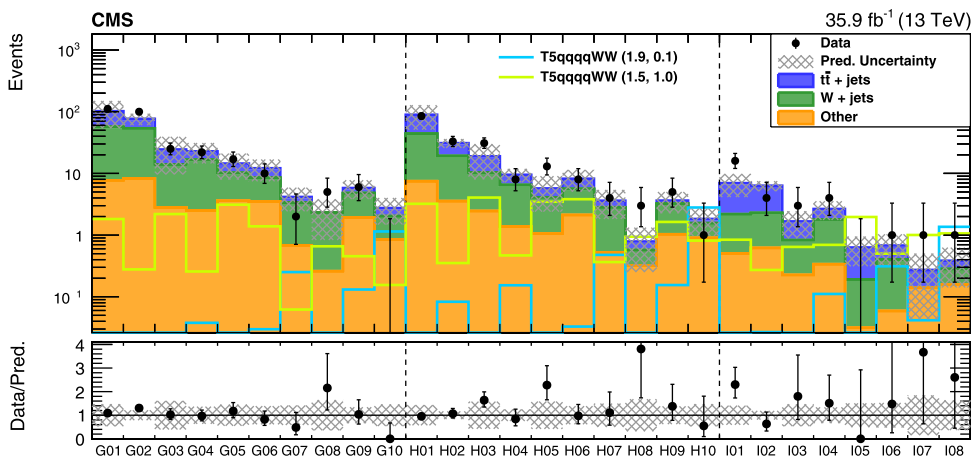 CMS 35.9 fb⁻¹ (13 TeV)
Events
10³
10²
10
1
10⁻¹
T5qqqqWW (1.9, 0.1)
T5qqqqWW (1.5, 1.0)
Data
Pred. Uncertainty
tt̄ + jets
W + jets
Other
Data/Pred.
4
3
2
1
0
G01 G02 G03 G04 G05 G06 G07 G08 G09 G10 H01 H02 H03 H04 H05 H06 H07 H08 H09 H10 I01 I02 I03 I04 I05 I06 I07 I08